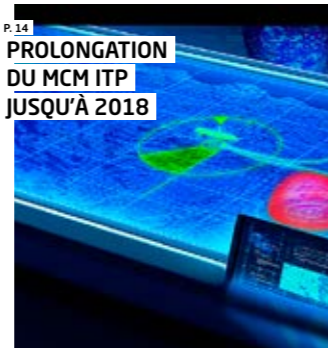 P. 14
PROLONGATION
DU MCM ITP
JUSQU'À 2018